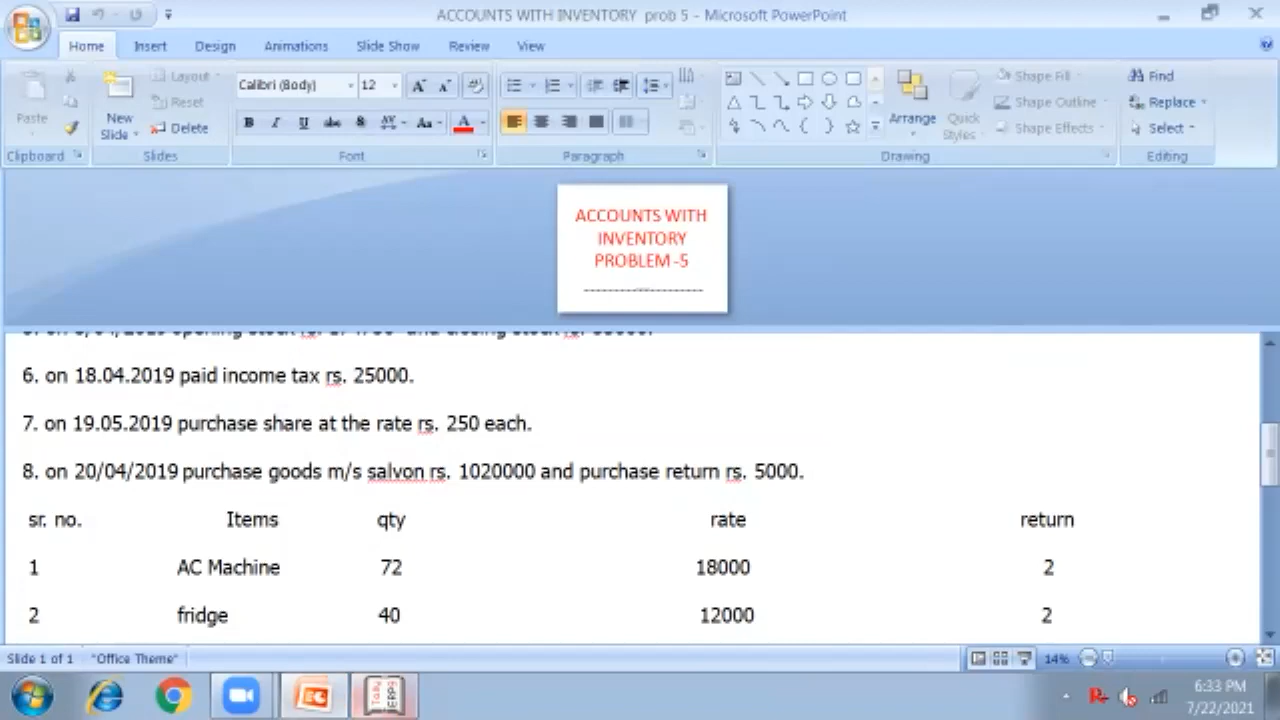 ACCOUNTS WITH INVENTORY prob 5 - Microsoft PowerPoint
Home Insert Design Animations Slide Show Review View
Paste
Clipboard
New Slide
Layout
Reset
Delete
Slides
Calibri (Body) 12
B I U abc S AV Aa A
Font
Paragraph
Arrange
Quick Styles
Shape Fill
Shape Outline
Shape Effects
Drawing
Find
Replace
Select
Editing
ACCOUNTS WITH
INVENTORY
PROBLEM -5
6. on 18.04.2019 paid income tax rs. 25000.
7. on 19.05.2019 purchase share at the rate rs. 250 each.
8. on 20/04/2019 purchase goods m/s salvon rs. 1020000 and purchase return rs. 5000.
sr. no. Items qty rate return
1 AC Machine 72 18000 2
2 fridge 40 12000 2
Slide 1 of 1 "Office Theme" 14%
Tally ERP9
6:33 PM
7/22/2021